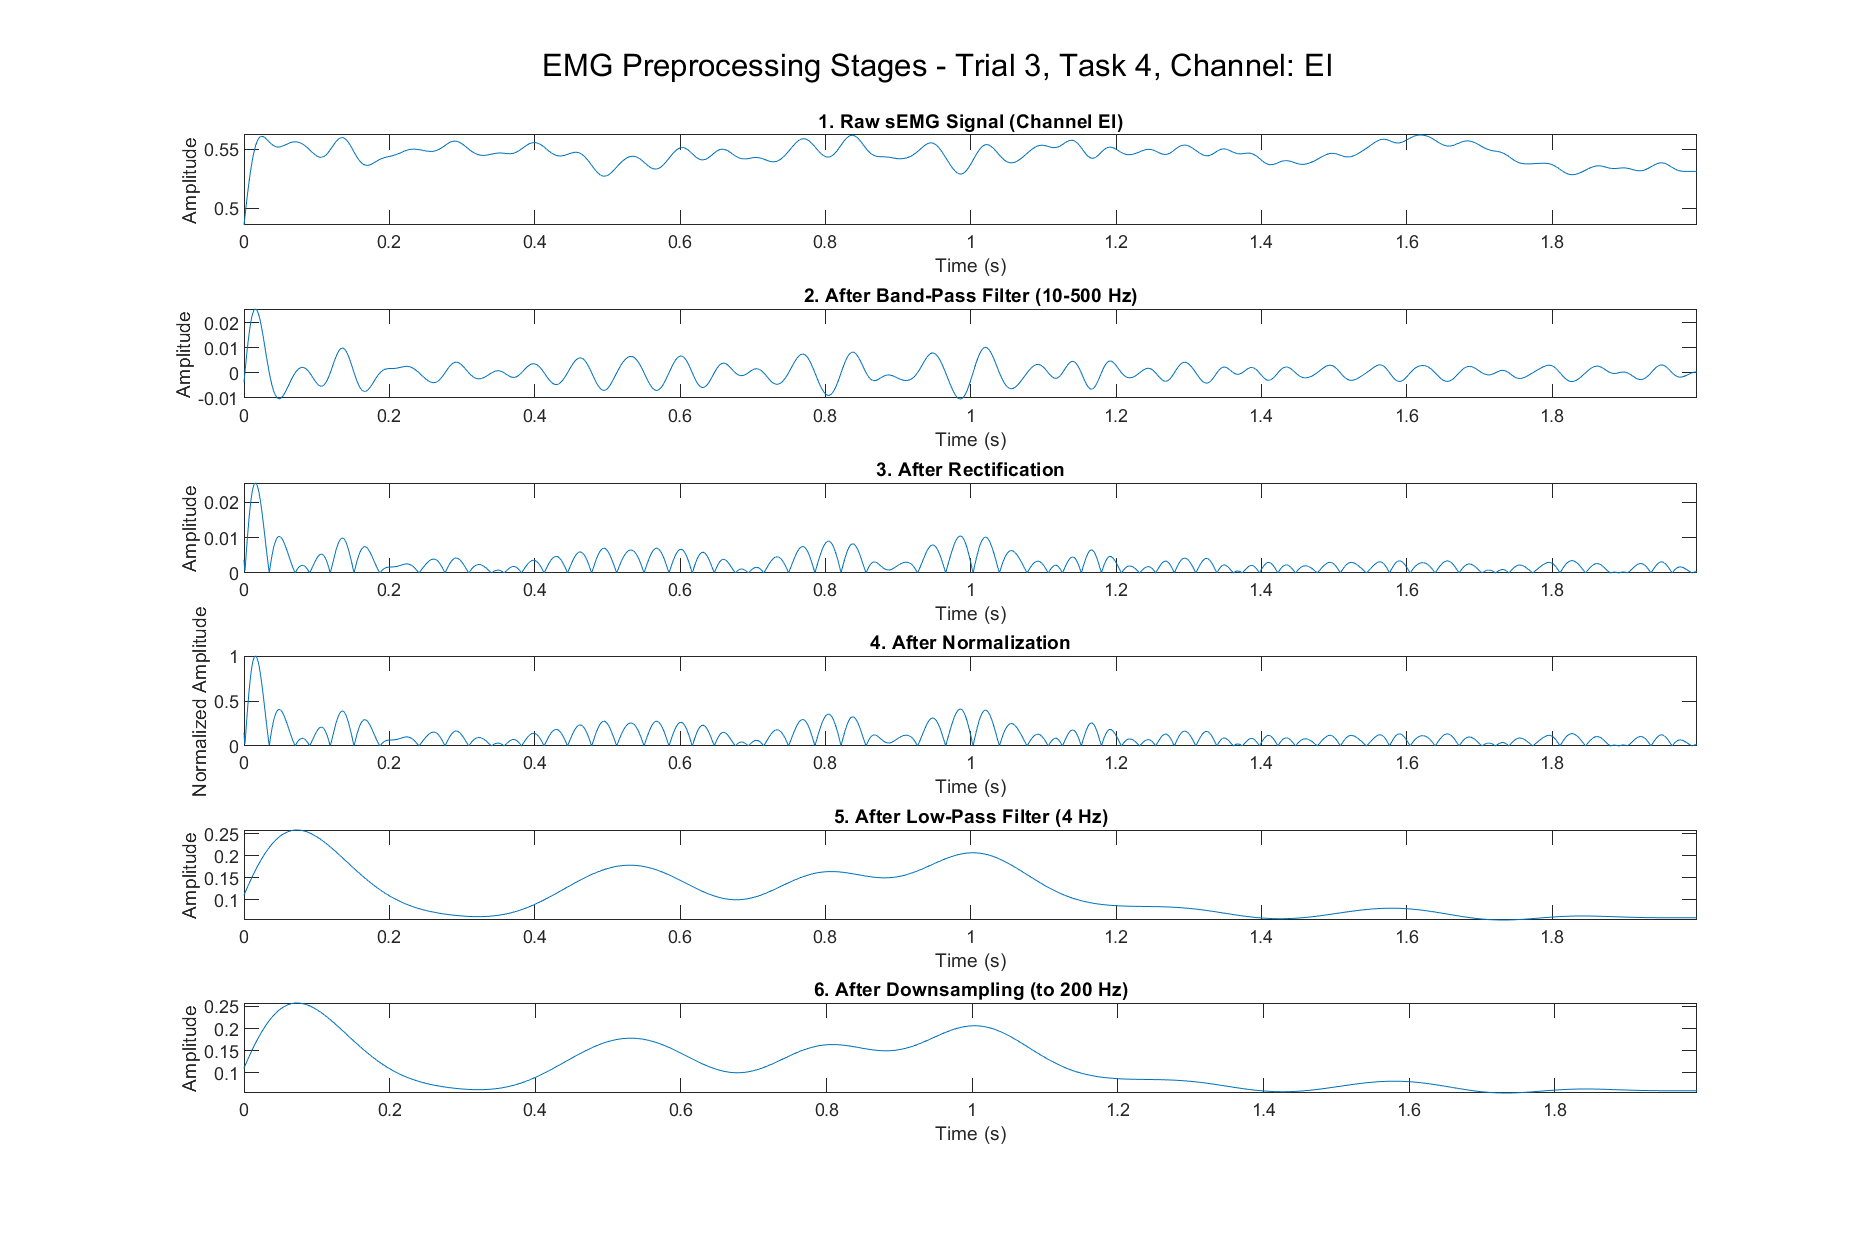 EMG Preprocessing Stages - Trial 3, Task 4, Channel: EI
1. Raw sEMG Signal (Channel EI)
Amplitude
0.55
0.5
0 0.2 0.4 0.6 0.8 1 1.2 1.4 1.6 1.8
Time (s)
2. After Band-Pass Filter (10-500 Hz)
Amplitude
0.02
0.01
0
-0.01
0 0.2 0.4 0.6 0.8 1 1.2 1.4 1.6 1.8
Time (s)
3. After Rectification
Amplitude
0.02
0.01
0
0 0.2 0.4 0.6 0.8 1 1.2 1.4 1.6 1.8
Time (s)
4. After Normalization
Normalized Amplitude
1
0.5
0
0 0.2 0.4 0.6 0.8 1 1.2 1.4 1.6 1.8
Time (s)
5. After Low-Pass Filter (4 Hz)
Amplitude
0.25
0.2
0.15
0.1
0 0.2 0.4 0.6 0.8 1 1.2 1.4 1.6 1.8
Time (s)
6. After Downsampling (to 200 Hz)
Amplitude
0.25
0.2
0.15
0.1
0 0.2 0.4 0.6 0.8 1 1.2 1.4 1.6 1.8
Time (s)